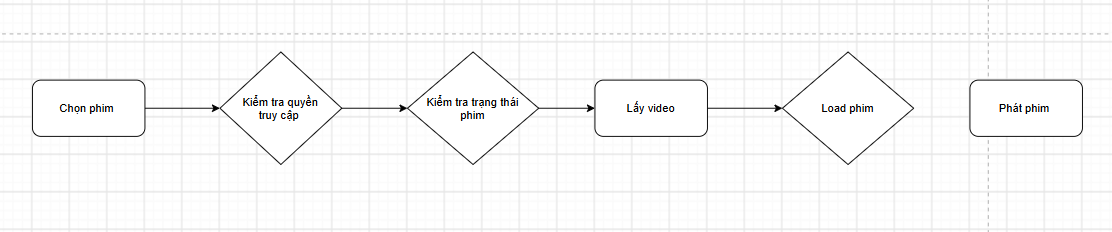 Chọn phim
Kiểm tra quyền
truy cập
Kiểm tra trạng thái
phim
Lấy video
Load phim
Phát phim